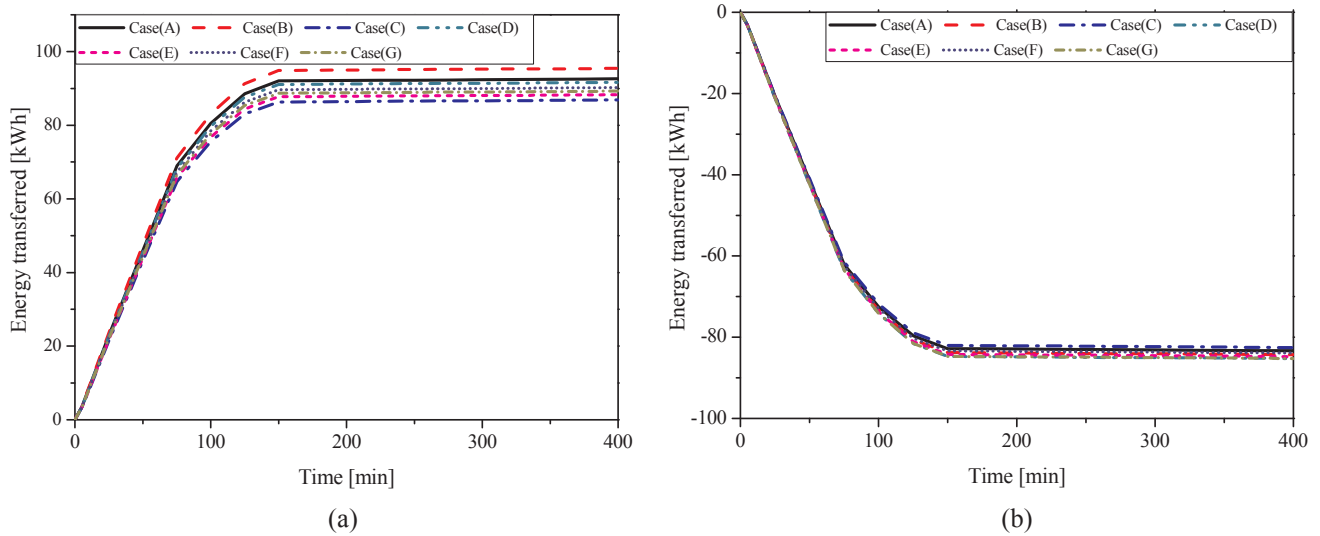 Case(A) Case(B) Case(C) Case(D)
Case(E) Case(F) Case(G)
Energy transferred [kWh]
100
80
60
40
20
0
0 100 200 300 400
Time [min]
(a)
Case(A) Case(B) Case(C) Case(D)
Case(E) Case(F) Case(G)
Energy transferred [kWh]
0
-20
-40
-60
-80
-100
0 100 200 300 400
Time [min]
(b)